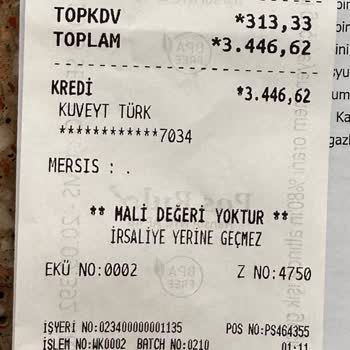 TOPKDV *313,33
TOPLAM *3.446,62
KREDİ *3.446,62
KUVEYT TÜRK
************7034
MERSIS : .
** MALİ DEĞERİ YOKTUR **
İRSALİYE YERİNE GEÇMEZ
EKÜ NO:0002 Z NO:4750
İŞYERİ NO:023400000001135 POS NO:PS464355
İŞLEM NO:WK0002 BATCH NO:0210 01:11